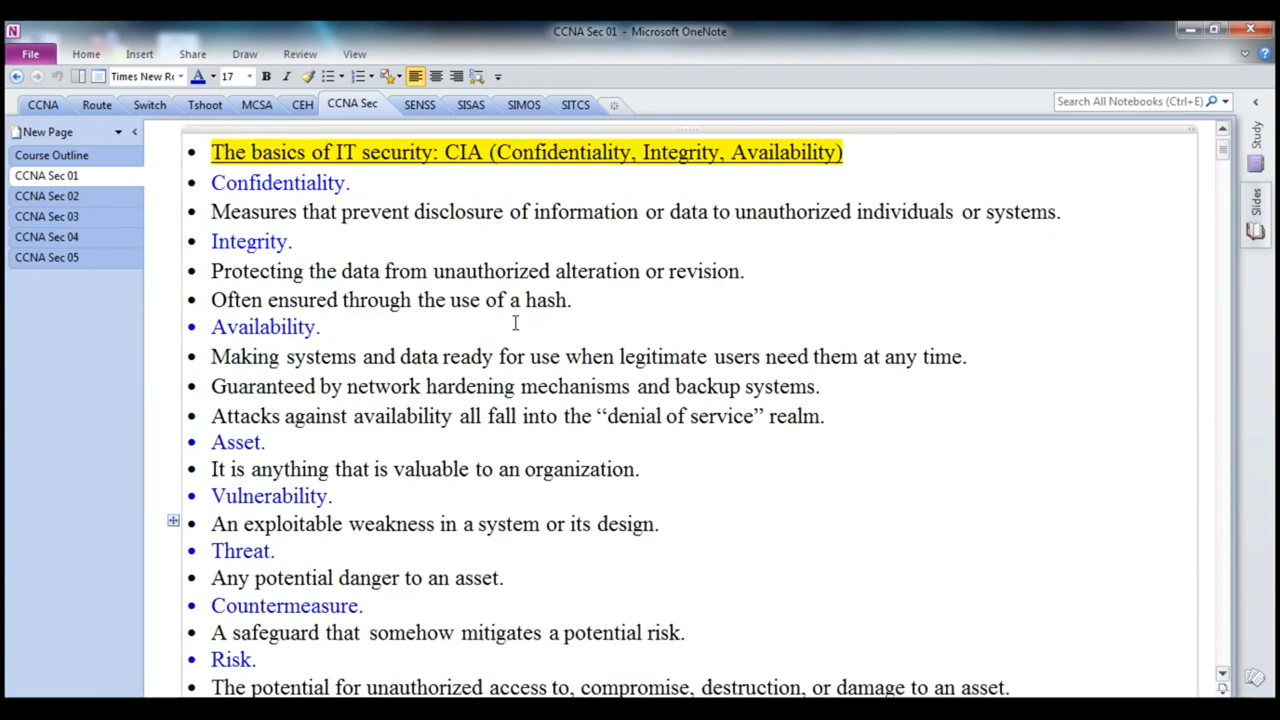 CCNA Sec 01 - Microsoft OneNote
File Home Insert Share Draw Review View
Times New Ro 17 B I
CCNA Route Switch Tshoot MCSA CEH CCNA Sec SENSS SISAS SIMOS SITCS Search All Notebooks (Ctrl+E)
New Page
Course Outline
CCNA Sec 01
CCNA Sec 02
CCNA Sec 03
CCNA Sec 04
CCNA Sec 05
• The basics of IT security: CIA (Confidentiality, Integrity, Availability)
• Confidentiality.
• Measures that prevent disclosure of information or data to unauthorized individuals or systems.
• Integrity.
• Protecting the data from unauthorized alteration or revision.
• Often ensured through the use of a hash.
• Availability.
• Making systems and data ready for use when legitimate users need them at any time.
• Guaranteed by network hardening mechanisms and backup systems.
• Attacks against availability all fall into the “denial of service” realm.
• Asset.
• It is anything that is valuable to an organization.
• Vulnerability.
• An exploitable weakness in a system or its design.
• Threat.
• Any potential danger to an asset.
• Countermeasure.
• A safeguard that somehow mitigates a potential risk.
• Risk.
• The potential for unauthorized access to, compromise, destruction, or damage to an asset.
Study
Slides